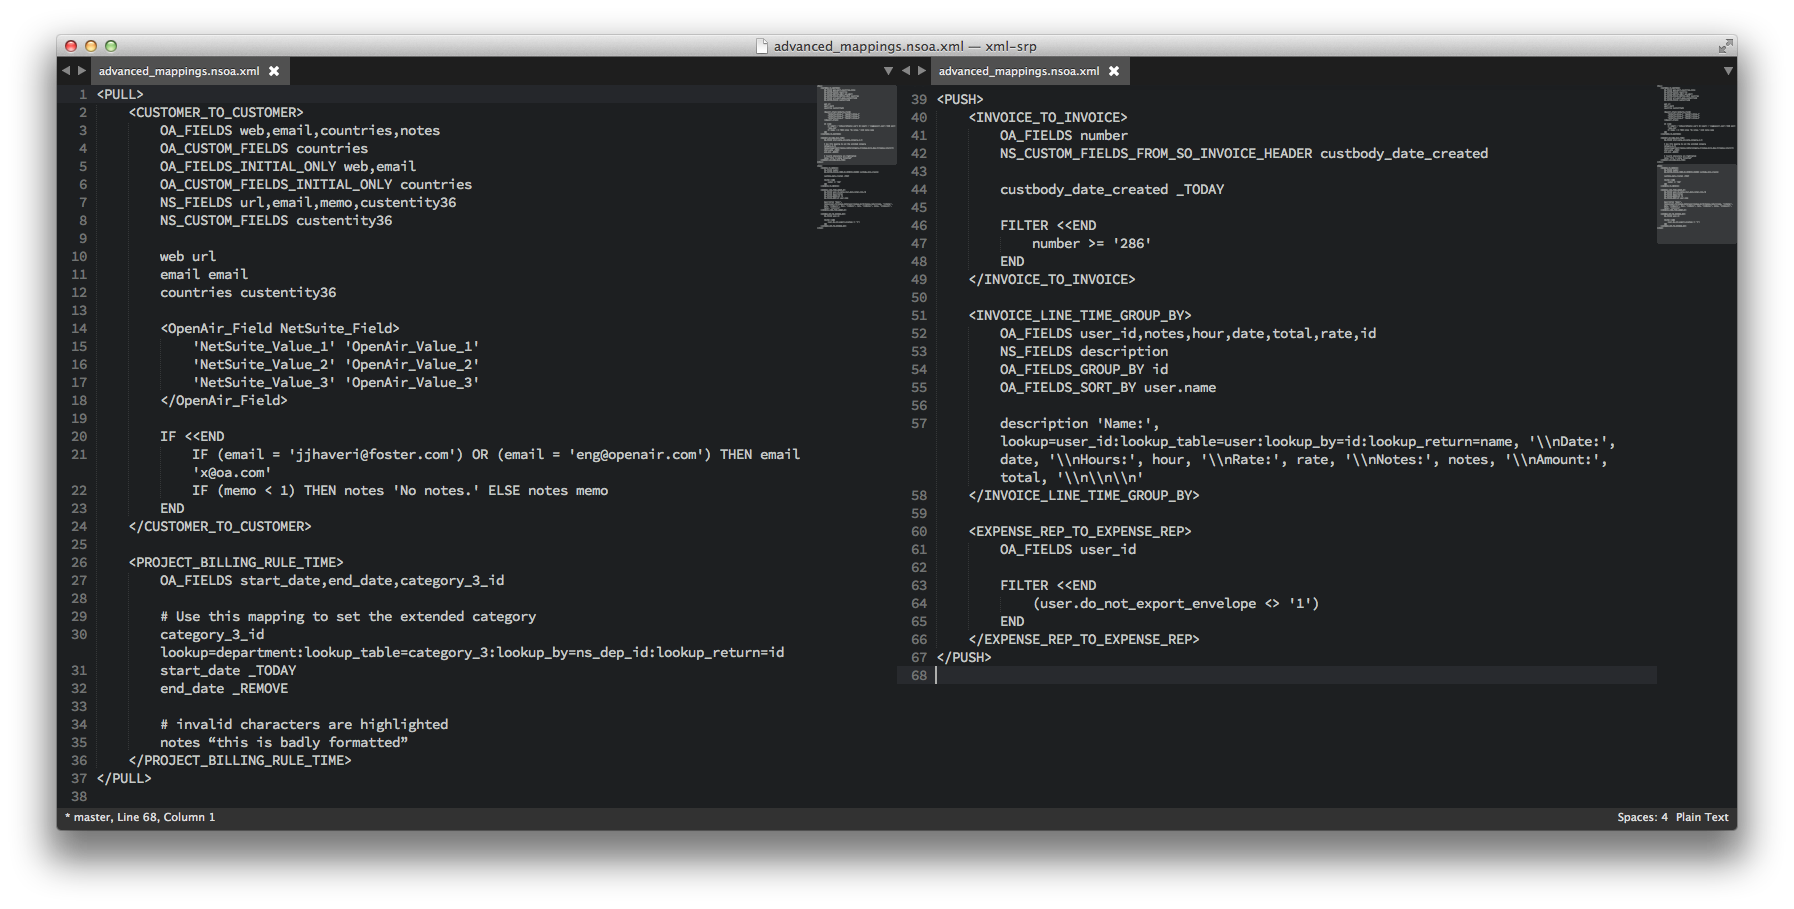 advanced_mappings.nsoa.xml — xml-srp
advanced_mappings.nsoa.xml
1 <PULL>
2 <CUSTOMER_TO_CUSTOMER>
3 OA_FIELDS web,email,countries,notes
4 OA_CUSTOM_FIELDS countries
5 OA_FIELDS_INITIAL_ONLY web,email
6 OA_CUSTOM_FIELDS_INITIAL_ONLY countries
7 NS_FIELDS url,email,memo,custentity36
8 NS_CUSTOM_FIELDS custentity36
9
10 web url
11 email email
12 countries custentity36
13
14 <OpenAir_Field NetSuite_Field>
15 'NetSuite_Value_1' 'OpenAir_Value_1'
16 'NetSuite_Value_2' 'OpenAir_Value_2'
17 'NetSuite_Value_3' 'OpenAir_Value_3'
18 </OpenAir_Field>
19
20 IF <<END
21 IF (email = 'jjhaveri@foster.com') OR (email = 'eng@openair.com') THEN email
'x@oa.com'
22 IF (memo < 1) THEN notes 'No notes.' ELSE notes memo
23 END
24 </CUSTOMER_TO_CUSTOMER>
25
26 <PROJECT_BILLING_RULE_TIME>
27 OA_FIELDS start_date,end_date,category_3_id
28
29 # Use this mapping to set the extended category
30 category_3_id
lookup=department:lookup_table=category_3:lookup_by=ns_dep_id:lookup_return=id
31 start_date _TODAY
32 end_date _REMOVE
33
34 # invalid characters are highlighted
35 notes “this is badly formatted”
36 </PROJECT_BILLING_RULE_TIME>
37 </PULL>
38
advanced_mappings.nsoa.xml
39 <PUSH>
40 <INVOICE_TO_INVOICE>
41 OA_FIELDS number
42 NS_CUSTOM_FIELDS_FROM_SO_INVOICE_HEADER custbody_date_created
43
44 custbody_date_created _TODAY
45
46 FILTER <<END
47 number >= '286'
48 END
49 </INVOICE_TO_INVOICE>
50
51 <INVOICE_LINE_TIME_GROUP_BY>
52 OA_FIELDS user_id,notes,hour,date,total,rate,id
53 NS_FIELDS description
54 OA_FIELDS_GROUP_BY id
55 OA_FIELDS_SORT_BY user.name
56
57 description 'Name:',
lookup=user_id:lookup_table=user:lookup_by=id:lookup_return=name, '\\nDate:',
date, '\\nHours:', hour, '\\nRate:', rate, '\\nNotes:', notes, '\\nAmount:',
total, '\\n\\n\\n'
58 </INVOICE_LINE_TIME_GROUP_BY>
59
60 <EXPENSE_REP_TO_EXPENSE_REP>
61 OA_FIELDS user_id
62
63 FILTER <<END
64 (user.do_not_export_envelope <> '1')
65 END
66 </EXPENSE_REP_TO_EXPENSE_REP>
67 </PUSH>
68
* master, Line 68, Column 1
Spaces: 4 Plain Text